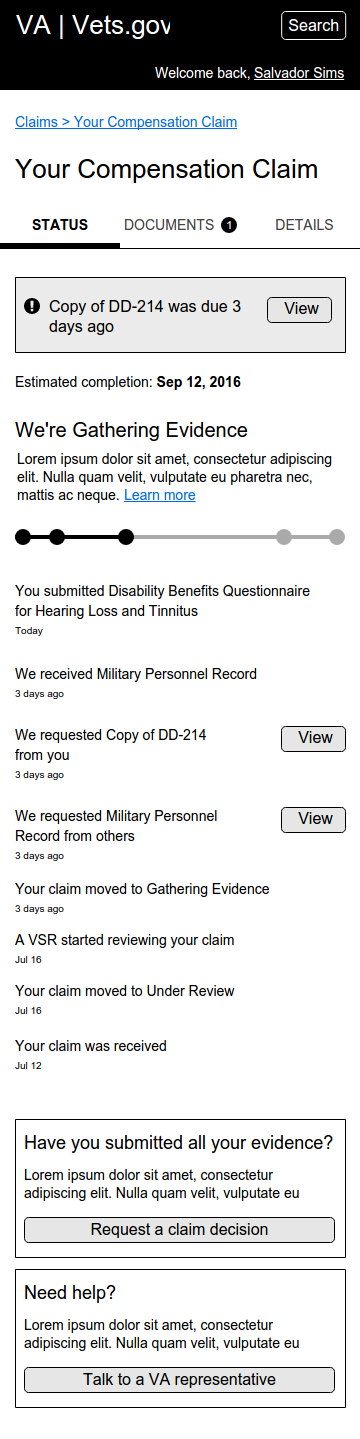 VA | Vets.gov
Search
Welcome back, Salvador Sims
Claims > Your Compensation Claim
Your Compensation Claim
STATUS
DOCUMENTS 1
DETAILS
Copy of DD-214 was due 3
days ago
View
Estimated completion: Sep 12, 2016
We're Gathering Evidence
Lorem ipsum dolor sit amet, consectetur adipiscing
elit. Nulla quam velit, vulputate eu pharetra nec,
mattis ac neque. Learn more
You submitted Disability Benefits Questionnaire
for Hearing Loss and Tinnitus
Today
We received Military Personnel Record
3 days ago
We requested Copy of DD-214
from you
3 days ago
View
We requested Military Personnel
Record from others
3 days ago
View
Your claim moved to Gathering Evidence
3 days ago
A VSR started reviewing your claim
Jul 16
Your claim moved to Under Review
Jul 16
Your claim was received
Jul 12
Have you submitted all your evidence?
Lorem ipsum dolor sit amet, consectetur
adipiscing elit. Nulla quam velit, vulputate eu
Request a claim decision
Need help?
Lorem ipsum dolor sit amet, consectetur
adipiscing elit. Nulla quam velit, vulputate eu
Talk to a VA representative